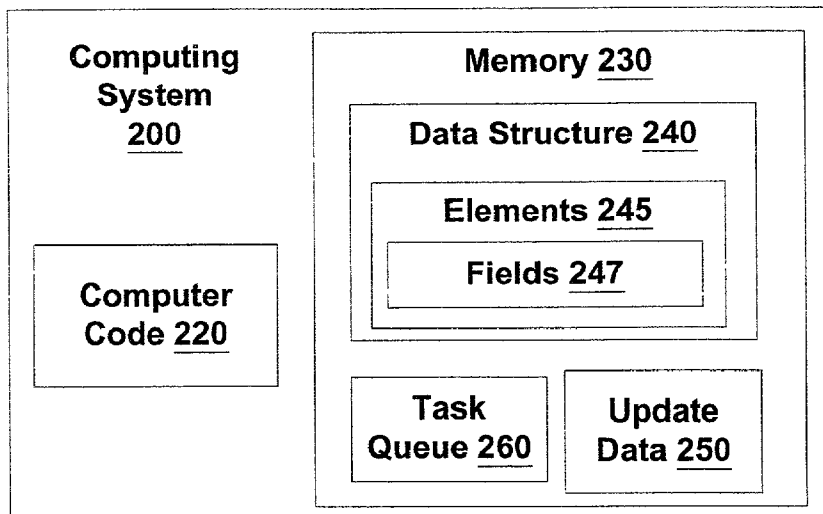 Computing
System
200
Computer
Code 220
Memory 230
Data Structure 240
Elements 245
Fields 247
Task
Queue 260
Update
Data 250